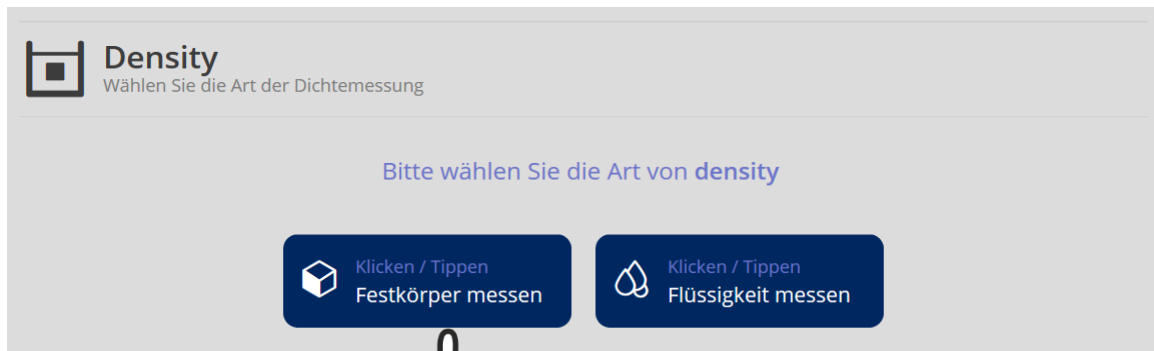 Density
Wählen Sie die Art der Dichtemessung
Bitte wählen Sie die Art von density
Klicken / Tippen
Festkörper messen
Klicken / Tippen
Flüssigkeit messen